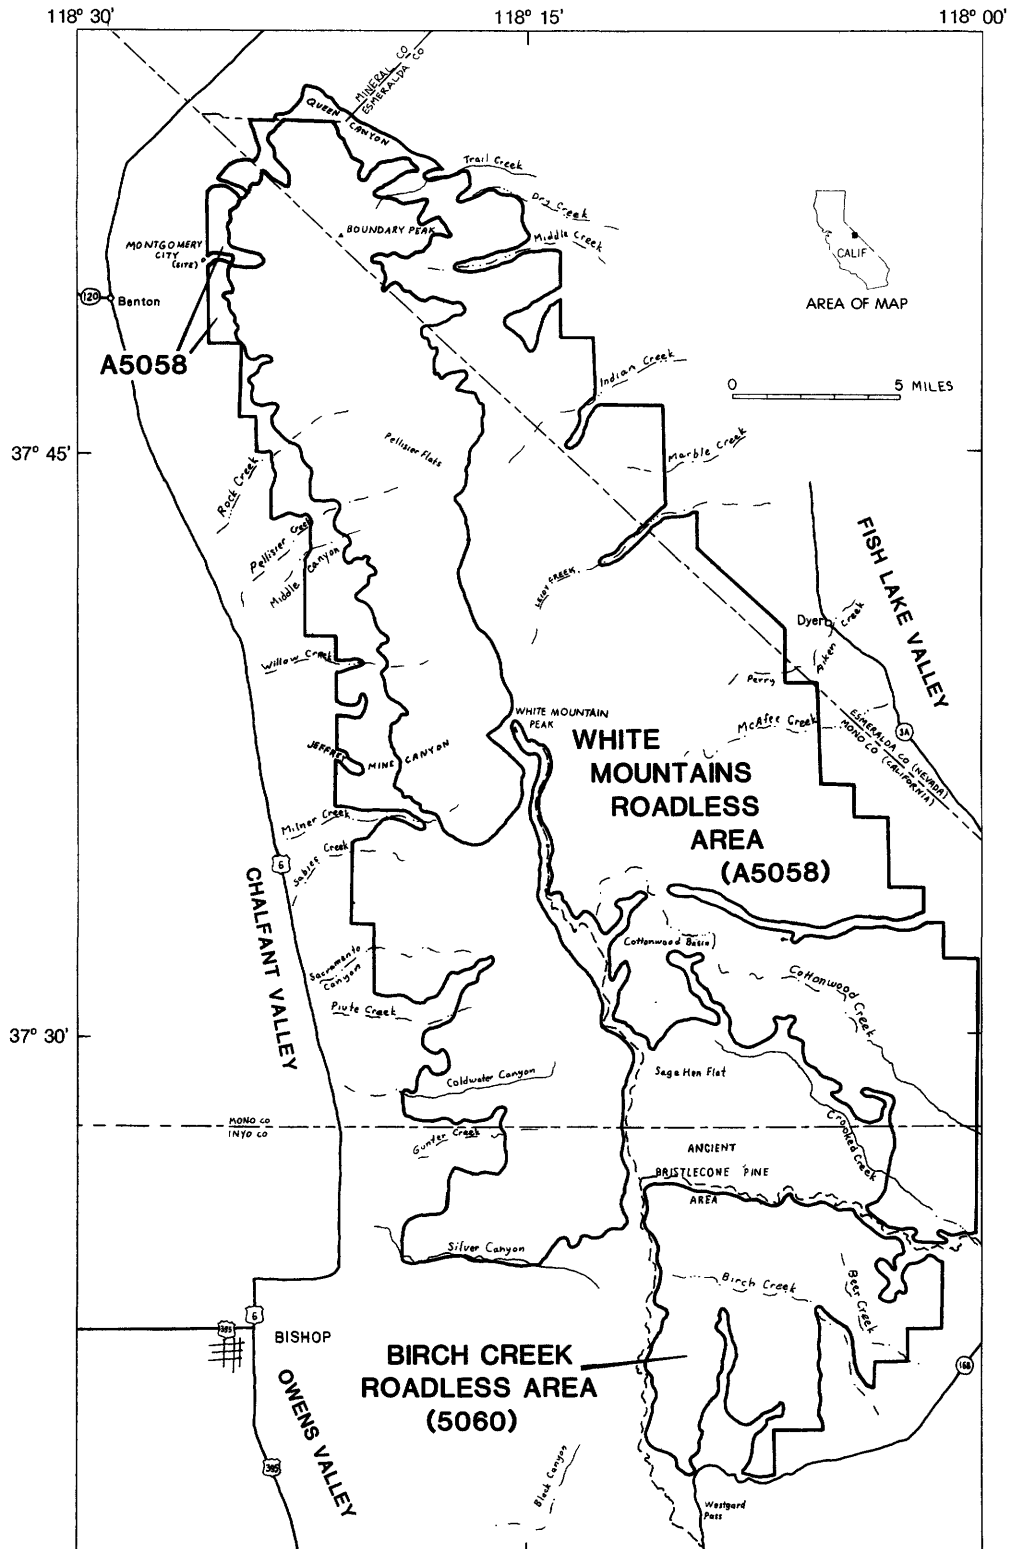 118° 30'
118° 15'
118° 00'
MINERAL CO
ESMERALDA CO
QUEEN
CANYON
Trail Creek
Dry Creek
BOUNDARY PEAK
Middle Creek
MONTGOMERY
CITY
(SITE)
CALIF
AREA OF MAP
120
Benton
A5058
Indian Creek
0
5 MILES
37° 45'
Pellisier Flats
Marble Creek
Rock Creek
Pellisier Creek
Middle Canyon
LEIDY CREEK
FISH LAKE VALLEY
Dyer
Aiken Creek
Willow Creek
Perry
WHITE MOUNTAIN
PEAK
McAfee Creek
ESMERALDA CO (NEVADA)
MONO CO (CALIFORNIA)
3A
JEFFREY
MINE CANYON
WHITE
MOUNTAINS
ROADLESS
AREA
(A5058)
Milner Creek
Sabies Creek
6
CHALFANT VALLEY
Cottonwood Basin
Sacramento
Canyon
Cottonwood Creek
Piute Creek
37° 30'
Coldwater Canyon
Sage Hen Flat
MONO CO
INYO CO
Gunter Creek
Crooked Creek
ANCIENT
BRISTLECONE PINE
AREA
Silver Canyon
Birch Creek
Beer Creek
6
395
BISHOP
BIRCH CREEK
ROADLESS AREA
(5060)
168
OWENS VALLEY
395
Black Canyon
Westgard
Pass